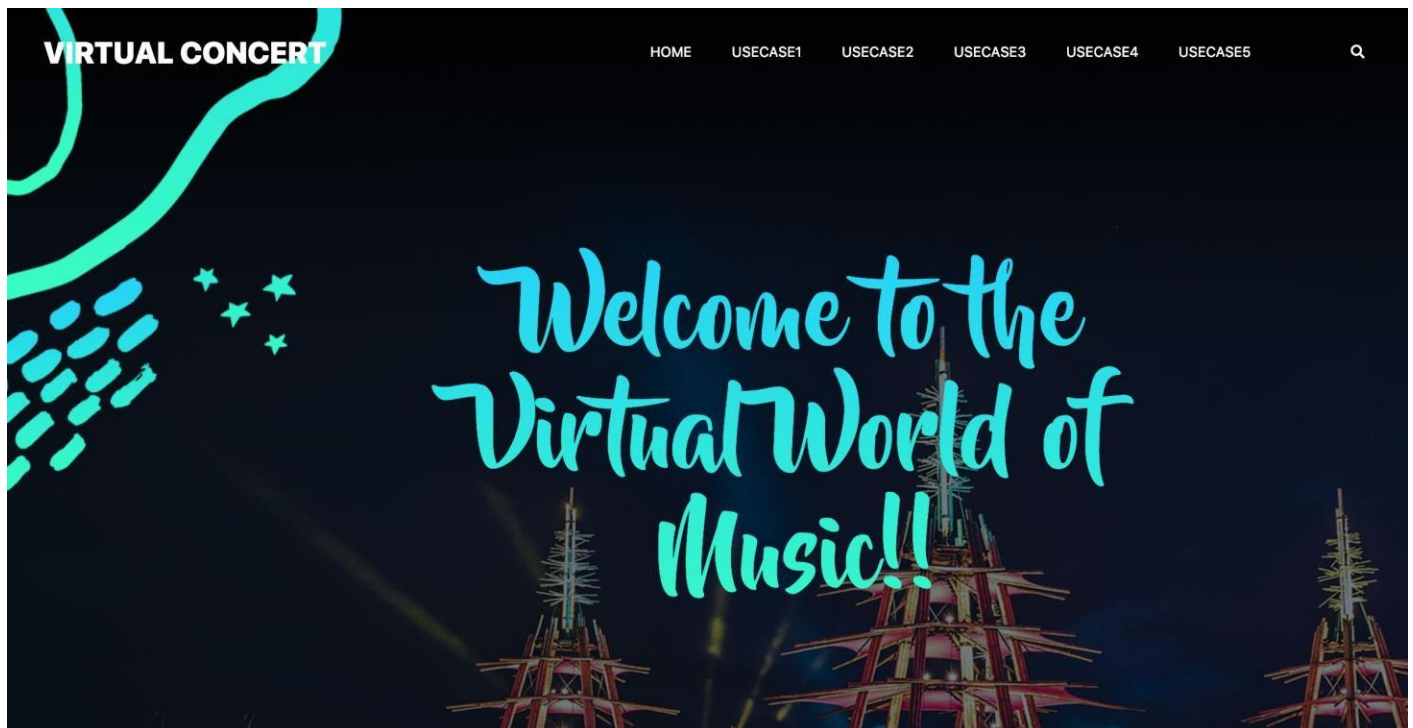 VIRTUAL CONCERT
HOME USECASE1 USECASE2 USECASE3 USECASE4 USECASE5
Welcome to the
Virtual World of
Music!!